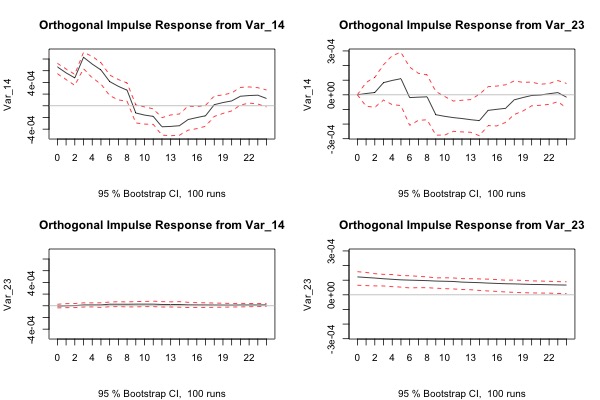 Orthogonal Impulse Response from Var_14
Var_14
-4e-04 4e-04
0 2 4 6 8 10 13 16 19 22
95 % Bootstrap CI, 100 runs
Orthogonal Impulse Response from Var_23
Var_14
-3e-04 0e+00 3e-04
0 2 4 6 8 10 13 16 19 22
95 % Bootstrap CI, 100 runs
Orthogonal Impulse Response from Var_14
Var_23
-4e-04 4e-04
0 2 4 6 8 10 13 16 19 22
95 % Bootstrap CI, 100 runs
Orthogonal Impulse Response from Var_23
Var_23
-3e-04 0e+00 3e-04
0 2 4 6 8 10 13 16 19 22
95 % Bootstrap CI, 100 runs